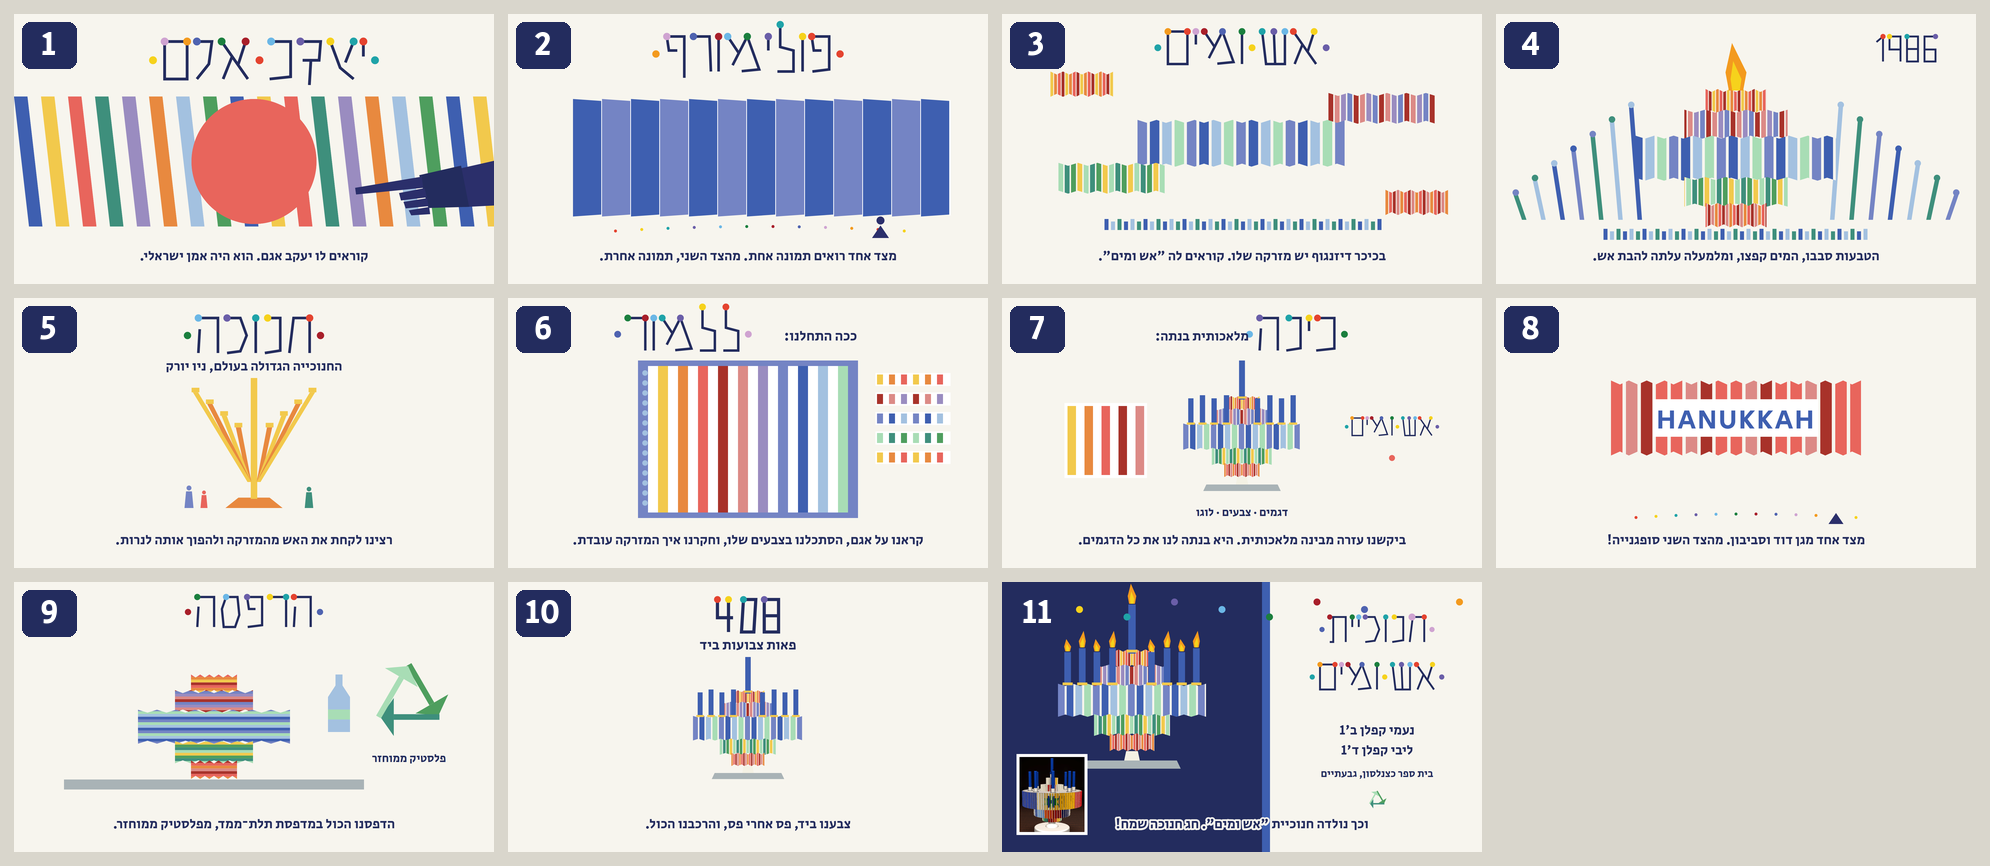 1
יעקב·אגם
קוראים לו יעקב אגם. הוא היה אמן ישראלי.
2
פולימורף
מצד אחד רואים תמונה אחת. מהצד השני, תמונה אחרת.
3
אש·ומים
בכיכר דיזנגוף יש מזרקה שלו. קוראים לה "אש ומים".
4
1986
הטבעות סבבו, המים קפצו, ומלמעלה עלתה להבת אש.
5
חנוכה
החנוכייה הגדולה בעולם, ניו יורק
רצינו לקחת את האש מהמזרקה ולהפוך אותה לנרות.
6
ככה התחלנו:
ללמוד
קראנו על אגם, הסתכלנו בצבעים שלו, וחקרנו איך המזרקה עובדת.
7
בינה
מלאכותית בנתה:
אש·ומים
דגמים · צבעים · לוגו
ביקשנו עזרה מבינה מלאכותית. היא בנתה לנו את כל הדגמים.
8
HANUKKAH
מצד אחד מגן דוד וסביבון. מהצד השני סופגנייה!
9
הדפסה
פלסטיק ממוחזר
הדפסנו הכול במדפסת תלת־ממד, מפלסטיק ממוחזר.
10
408
פאות צבועות ביד
צבענו ביד, פס אחרי פס, והרכבנו הכול.
11
חנוכיית
אש·ומים
נעמי קפלן ב'1
ליבי קפלן ד'1
בית ספר כצנלסון, גבעתיים
וכך נולדה חנוכיית "אש ומים". חג חנוכה שמח!